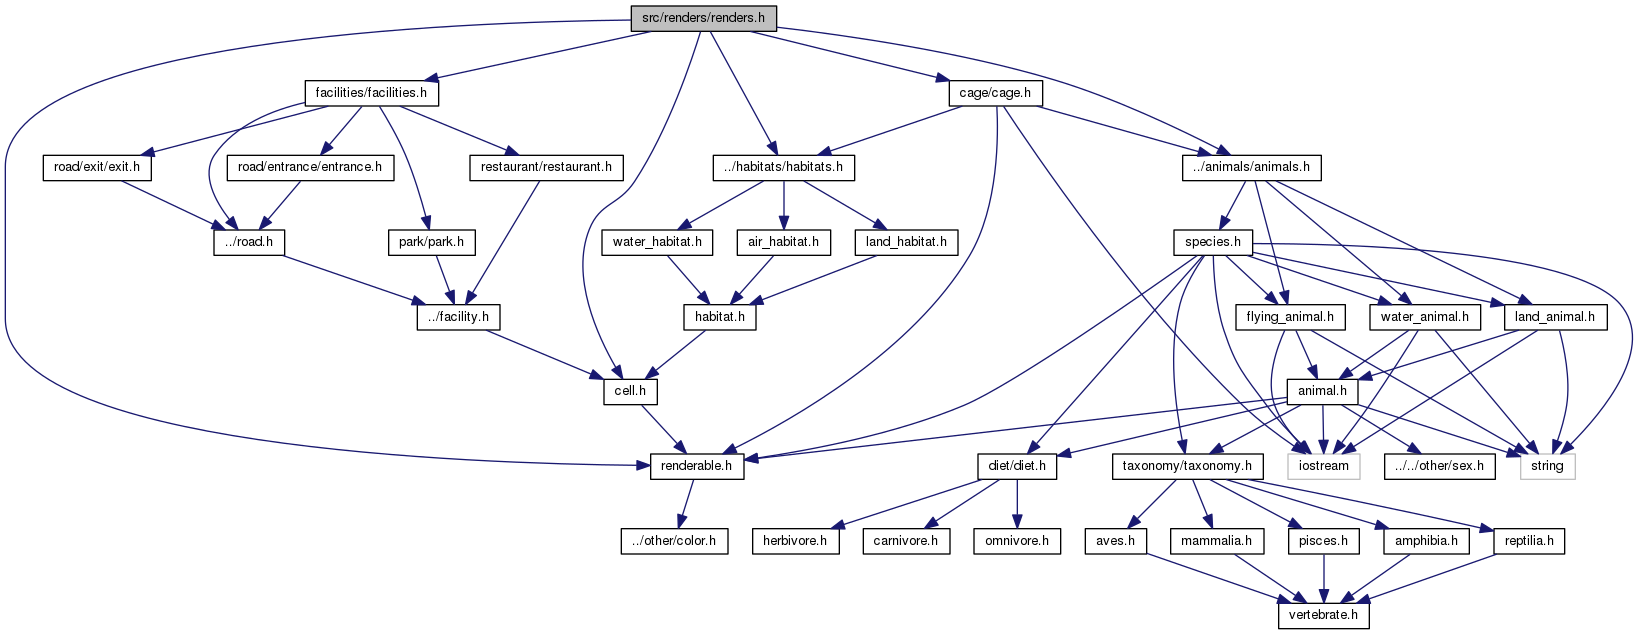 src/renders/renders.h
facilities/facilities.h
cage/cage.h
road/exit/exit.h
road/entrance/entrance.h
restaurant/restaurant.h
../habitats/habitats.h
../animals/animals.h
../road.h
park/park.h
water_habitat.h
air_habitat.h
land_habitat.h
species.h
../facility.h
habitat.h
flying_animal.h
water_animal.h
land_animal.h
cell.h
animal.h
renderable.h
diet/diet.h
taxonomy/taxonomy.h
iostream
../../other/sex.h
string
../other/color.h
herbivore.h
carnivore.h
omnivore.h
aves.h
mammalia.h
pisces.h
amphibia.h
reptilia.h
vertebrate.h